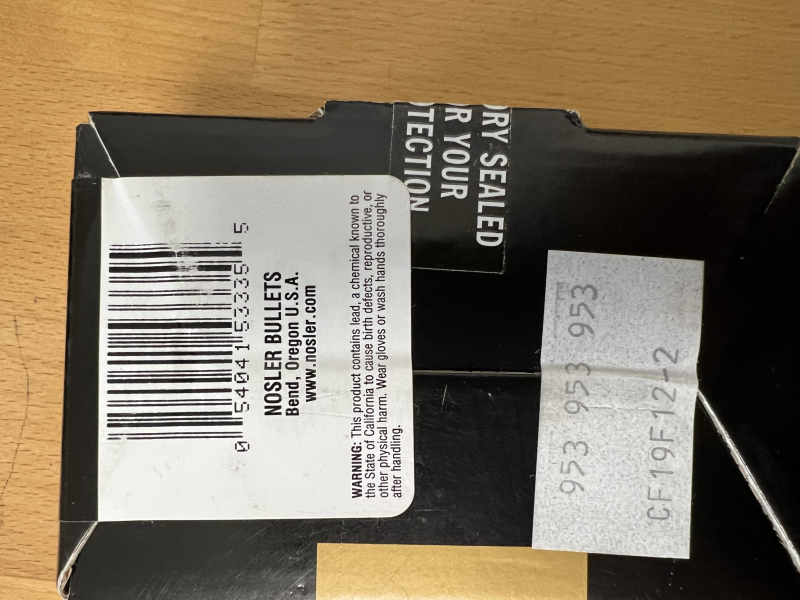 0 54041 53335 5
NOSLER BULLETS
Bend, Oregon U.S.A.
www.nosler.com
WARNING: This product contains lead, a chemical known to
the State of California to cause birth defects, reproductive, or
other physical harm. Wear gloves or wash hands thoroughly
after handling.
ORY SEALED
R YOUR
OTECTION
953 953 953
CF19F12-2